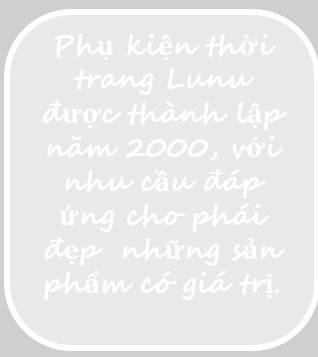 Phụ kiện thời
trang Lunu
được thành lập
năm 2000, với
nhu cầu đáp
ứng cho phái
đẹp những sản
phẩm có giá trị.